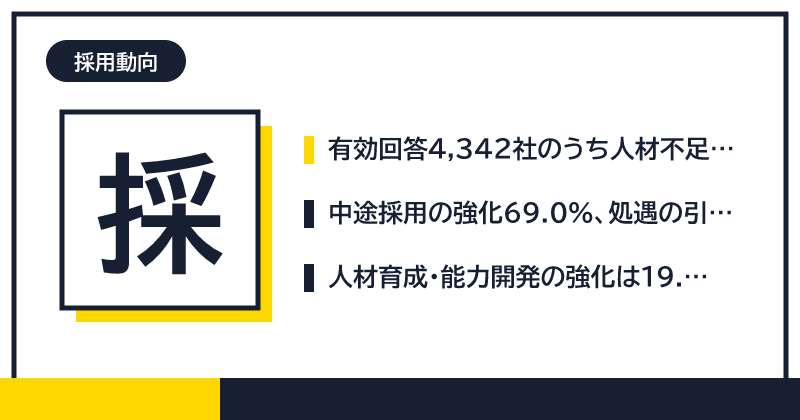 採用動向
採
有効回答4,342社のうち人材不足…
中途採用の強化69.0%、処遇の引…
人材育成・能力開発の強化は19.…